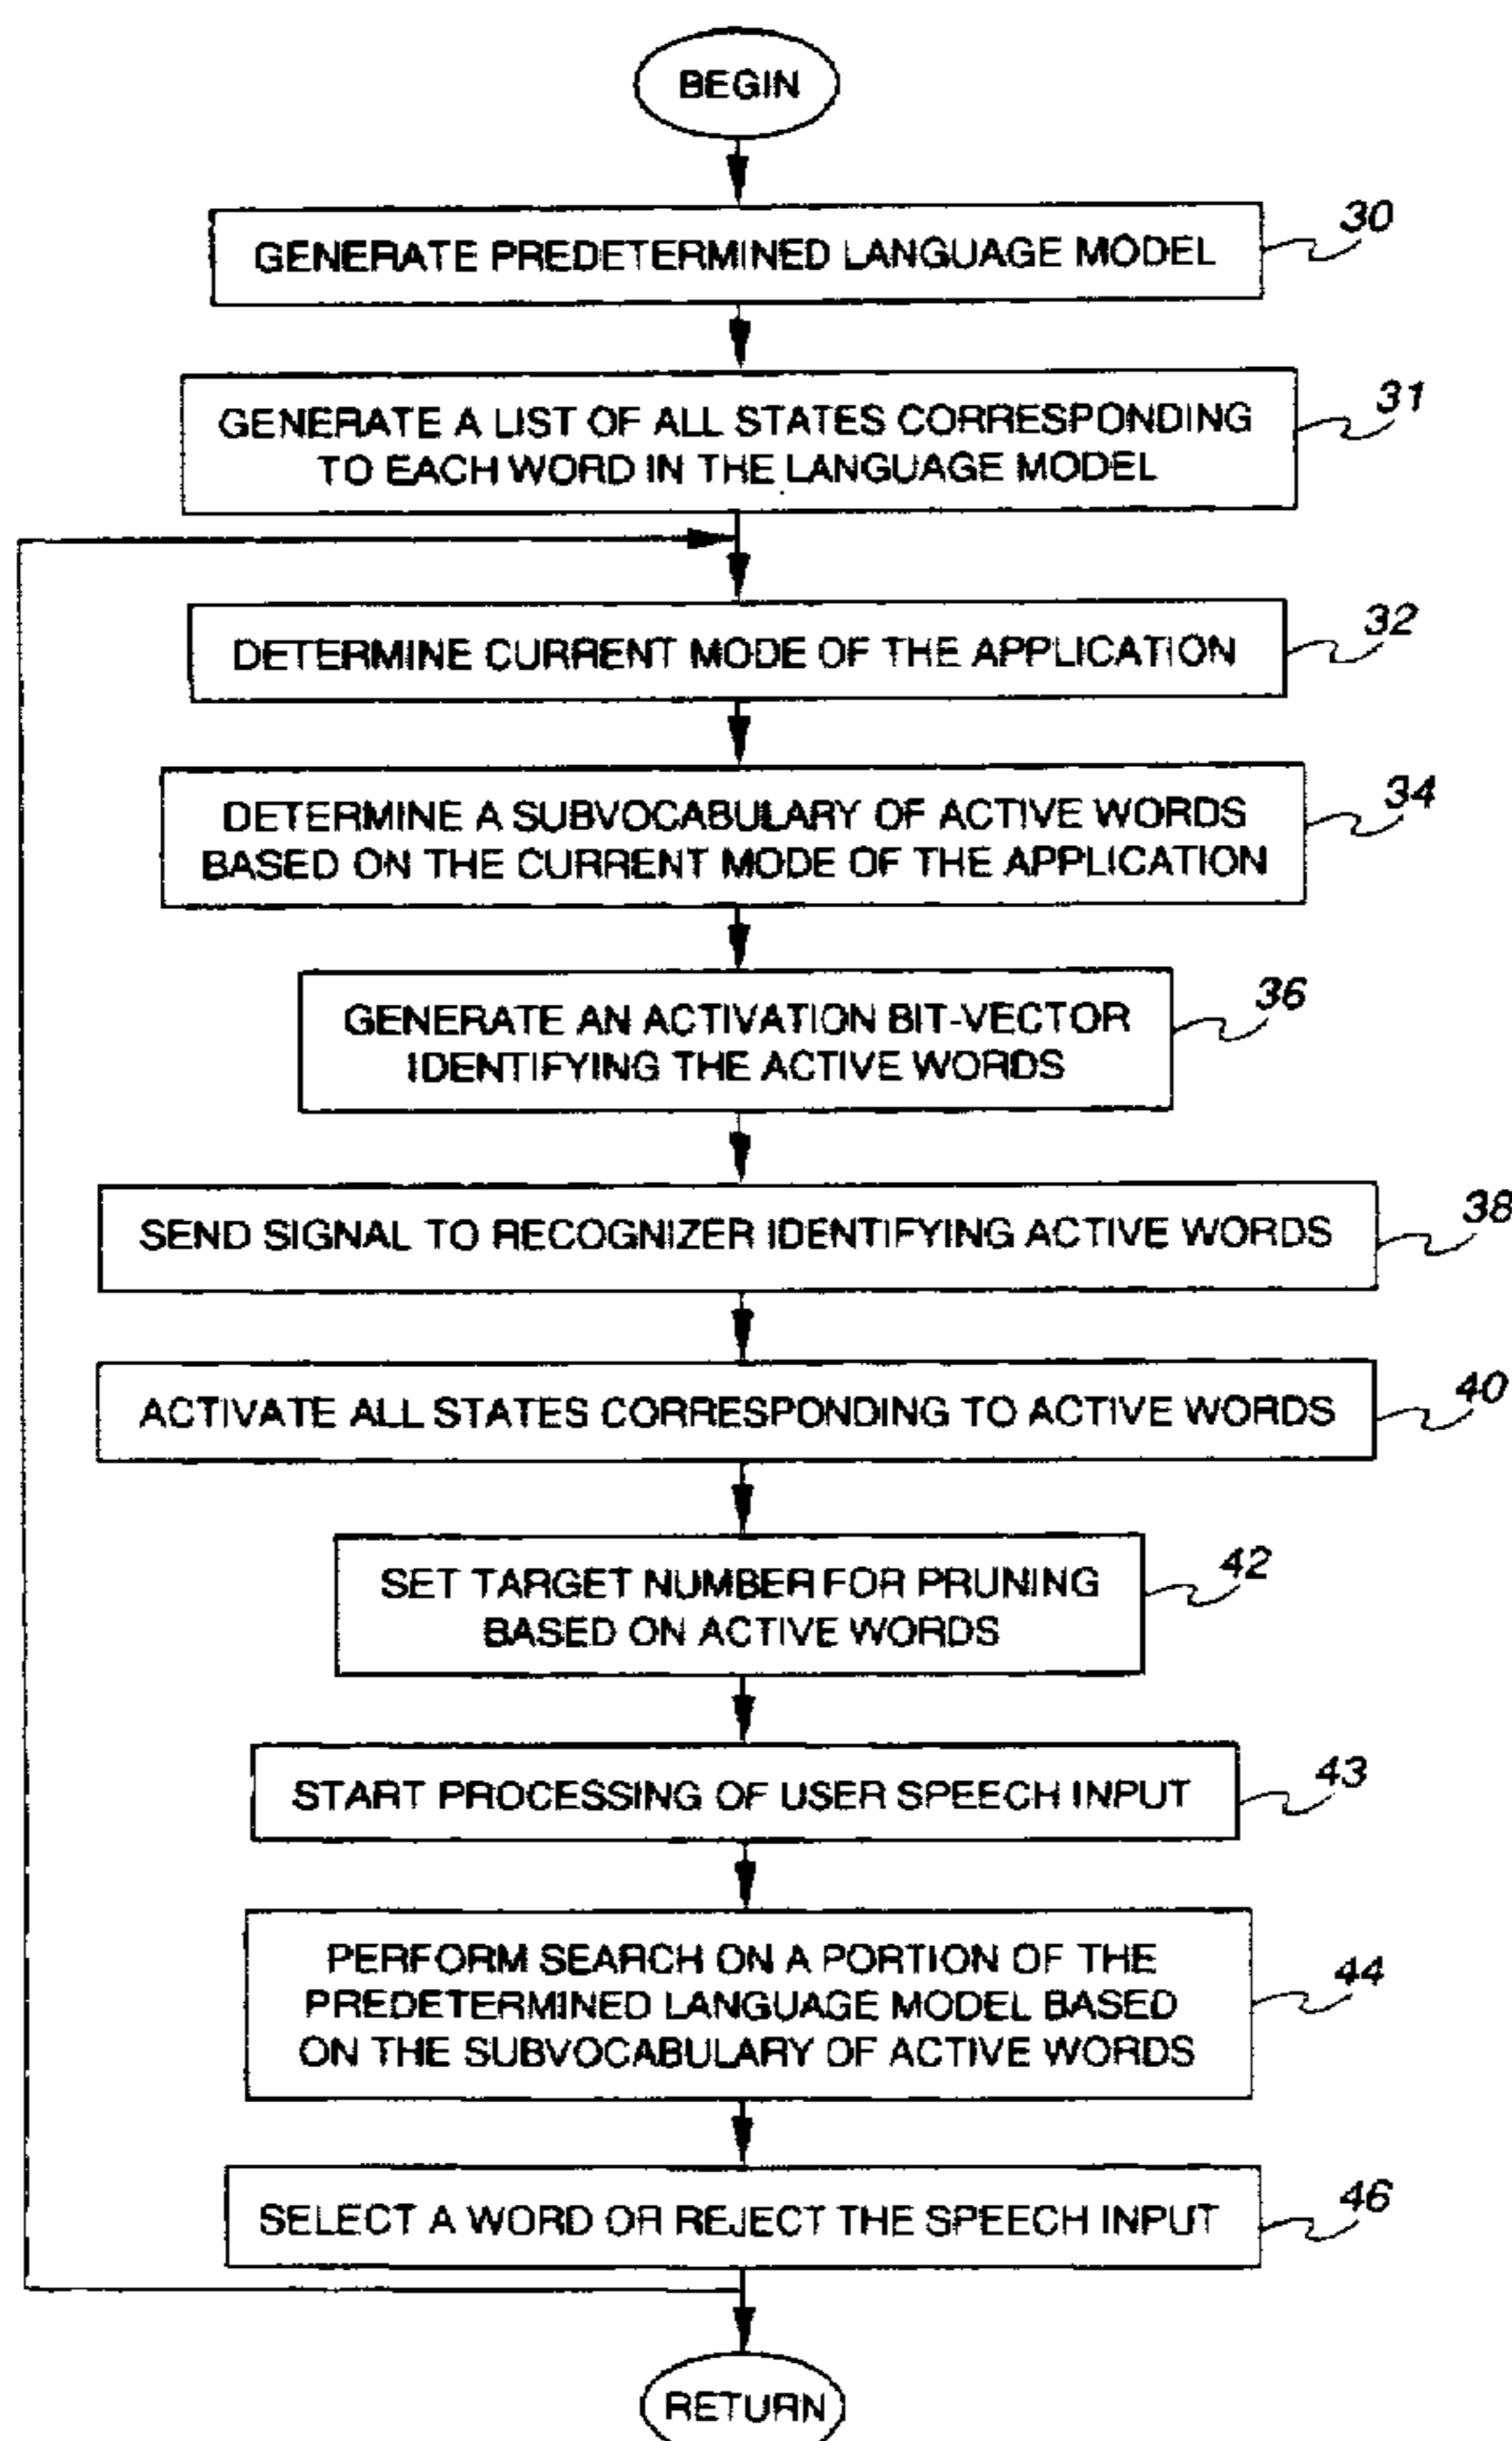 BEGIN
GENERATE PREDETERMINED LANGUAGE MODEL
30
GENERATE A LIST OF ALL STATES CORRESPONDING
TO EACH WORD IN THE LANGUAGE MODEL
31
DETERMINE CURRENT MODE OF THE APPLICATION
32
DETERMINE A SUBVOCABULARY OF ACTIVE WORDS
BASED ON THE CURRENT MODE OF THE APPLICATION
34
GENERATE AN ACTIVATION BIT-VECTOR
IDENTIFYING THE ACTIVE WORDS
36
SEND SIGNAL TO RECOGNIZER IDENTIFYING ACTIVE WORDS
38
ACTIVATE ALL STATES CORRESPONDING TO ACTIVE WORDS
40
SET TARGET NUMBER FOR PRUNING
BASED ON ACTIVE WORDS
42
START PROCESSING OF USER SPEECH INPUT
43
PERFORM SEARCH ON A PORTION OF THE
PREDETERMINED LANGUAGE MODEL BASED
ON THE SUBVOCABULARY OF ACTIVE WORDS
44
SELECT A WORD OR REJECT THE SPEECH INPUT
46
RETURN